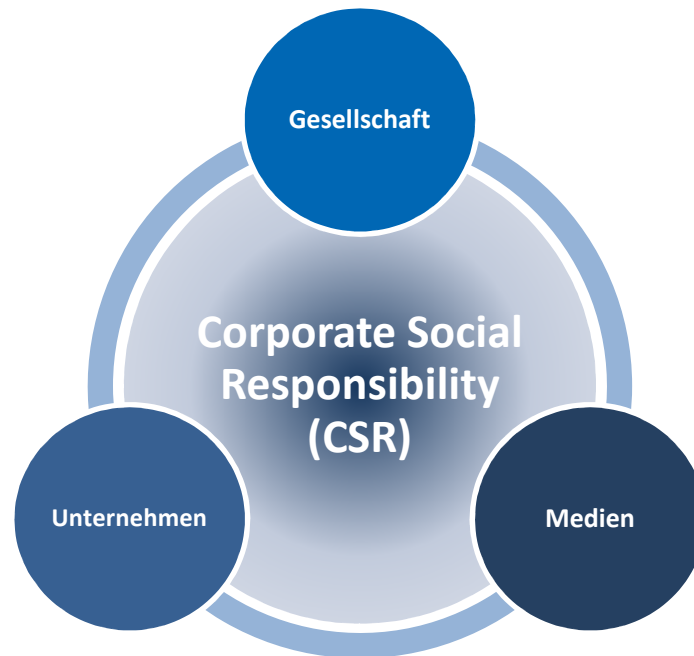 Gesellschaft
Corporate Social
Responsibility
(CSR)
Unternehmen
Medien